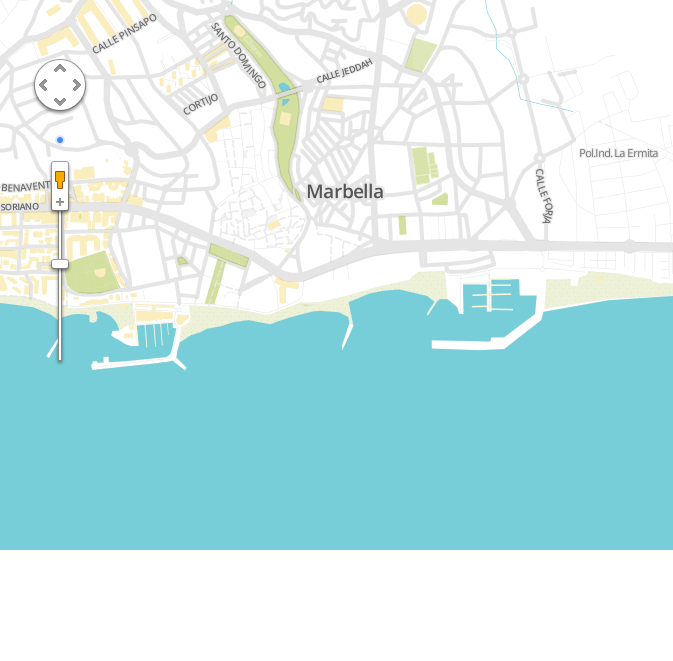 CALLE PINSAPO
SANTO DOMINGO
CALLE JEDDAH
CORTIJO
Pol.Ind. La Ermita
BENAVENT
Marbella
CALLE FORJA
SORIANO